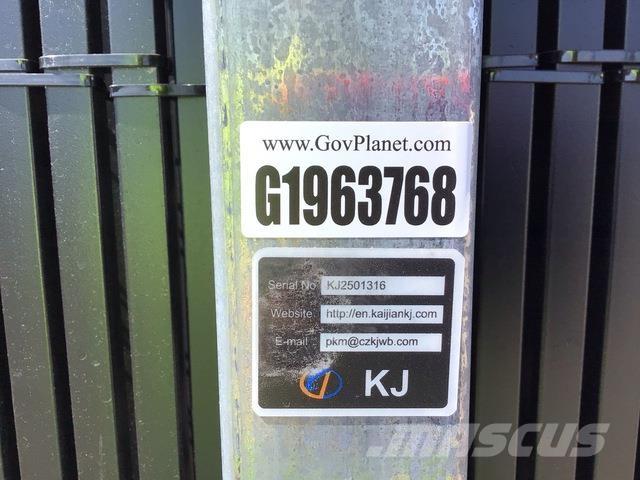 www.GovPlanet.com
G1963768
Serial No KJ2501316
Website http://en.kaijiankj.com
E-mail pkm@czkjwb.com
KJ
MASCUS